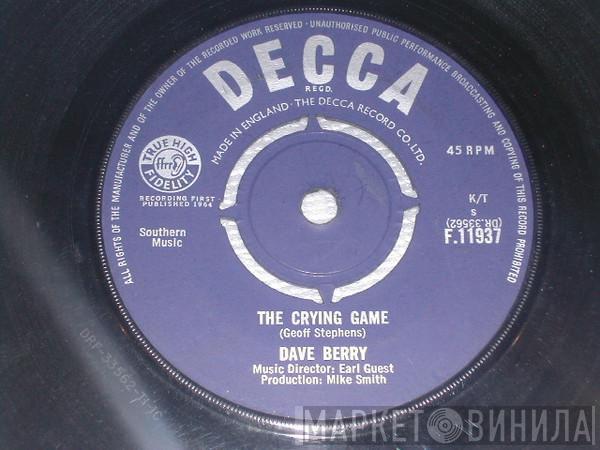 ALL RIGHTS OF THE MANUFACTURER AND OF THE OWNER OF THE RECORDED WORK RESERVED · UNAUTHORISED PUBLIC PERFORMANCE BROADCASTING AND COPYING OF THIS RECORD PROHIBITED
DECCA
REGD.
MADE IN ENGLAND · THE DECCA RECORD CO., LTD.
TRUE HIGH
ffrr
FIDELITY
RECORDING FIRST
PUBLISHED 1964
Southern
Music
45 RPM
K/T
S
(DR.33562)
F.11937
THE CRYING GAME
(Geoff Stephens)
DAVE BERRY
Music Director: Earl Guest
Production: Mike Smith
МАРКЕТ ВИНИЛА